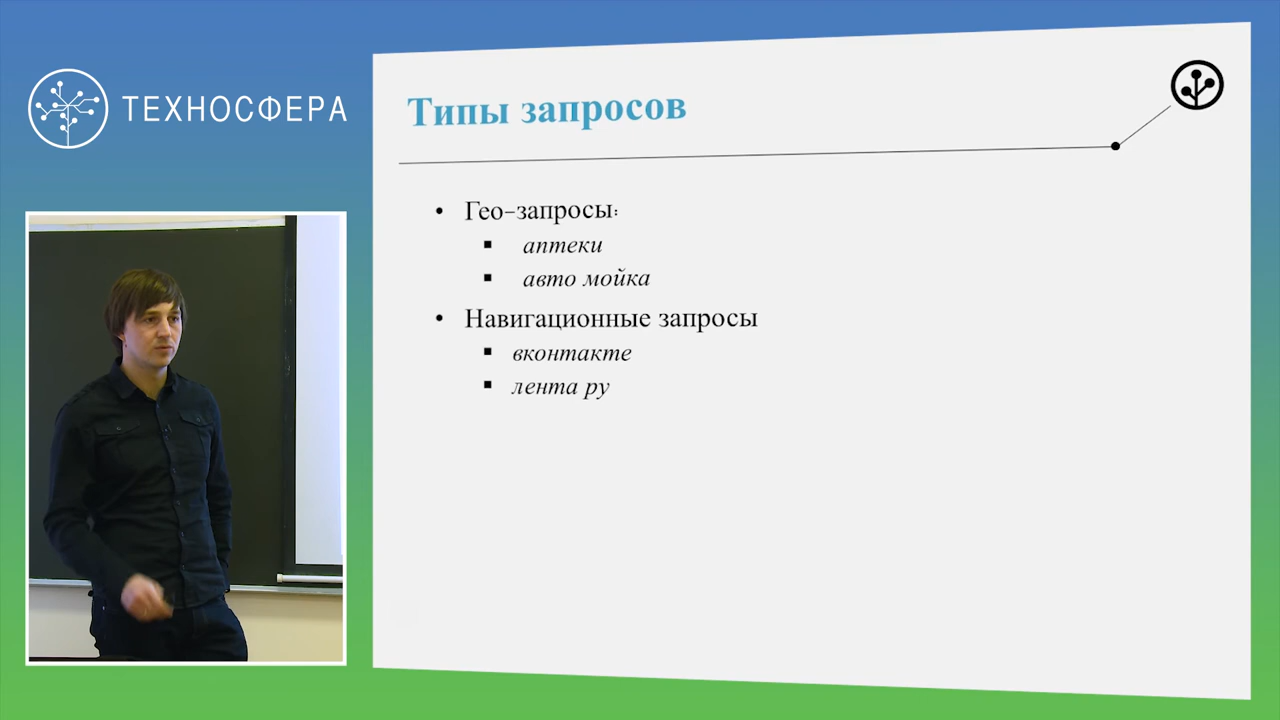 ТЕХНОСФЕРА
Типы запросов
• Гео-запросы:
▪ аптеки
▪ авто мойка
• Навигационные запросы
▪ вконтакте
▪ лента ру